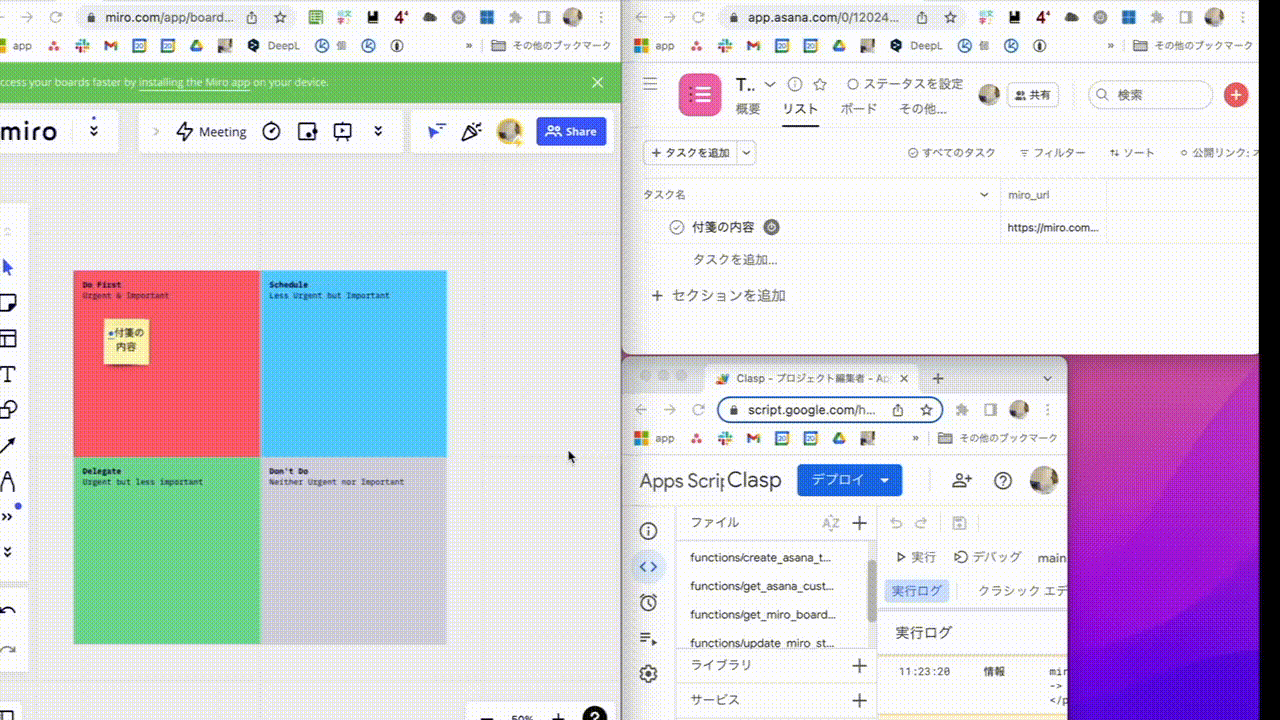 miro.com/app/board...
app
DeepL
個
»
その他のブックマーク
ccess your boards faster by installing the Miro app on your device.
miro
Meeting
Share
Do First
Urgent & Important
付箋の
内容
Schedule
Less Urgent but Important
Delegate
Urgent but less important
Don't Do
Neither Urgent nor Important
50%
app.asana.com/0/12024...
app
DeepL
個
»
その他のブックマーク
T..
ステータスを設定
共有
検索
概要
リスト
ボード
その他...
+ タスクを追加
すべてのタスク
フィルター
ソート
公開リンク:
タスク名
miro_url
付箋の内容
https://miro.com...
タスクを追加...
+ セクションを追加
Clasp - プロジェクト編集者 - Ap
script.google.com/h...
app
»
その他のブックマーク
Apps Scrip
Clasp
デプロイ
ファイル
functions/create_asana_t...
functions/get_asana_cust...
functions/get_miro_board...
functions/update_miro_st...
ライブラリ
サービス
実行
デバッグ
main
実行ログ
クラシック エデ
実行ログ
11:23:20
情報
mir
->
</p